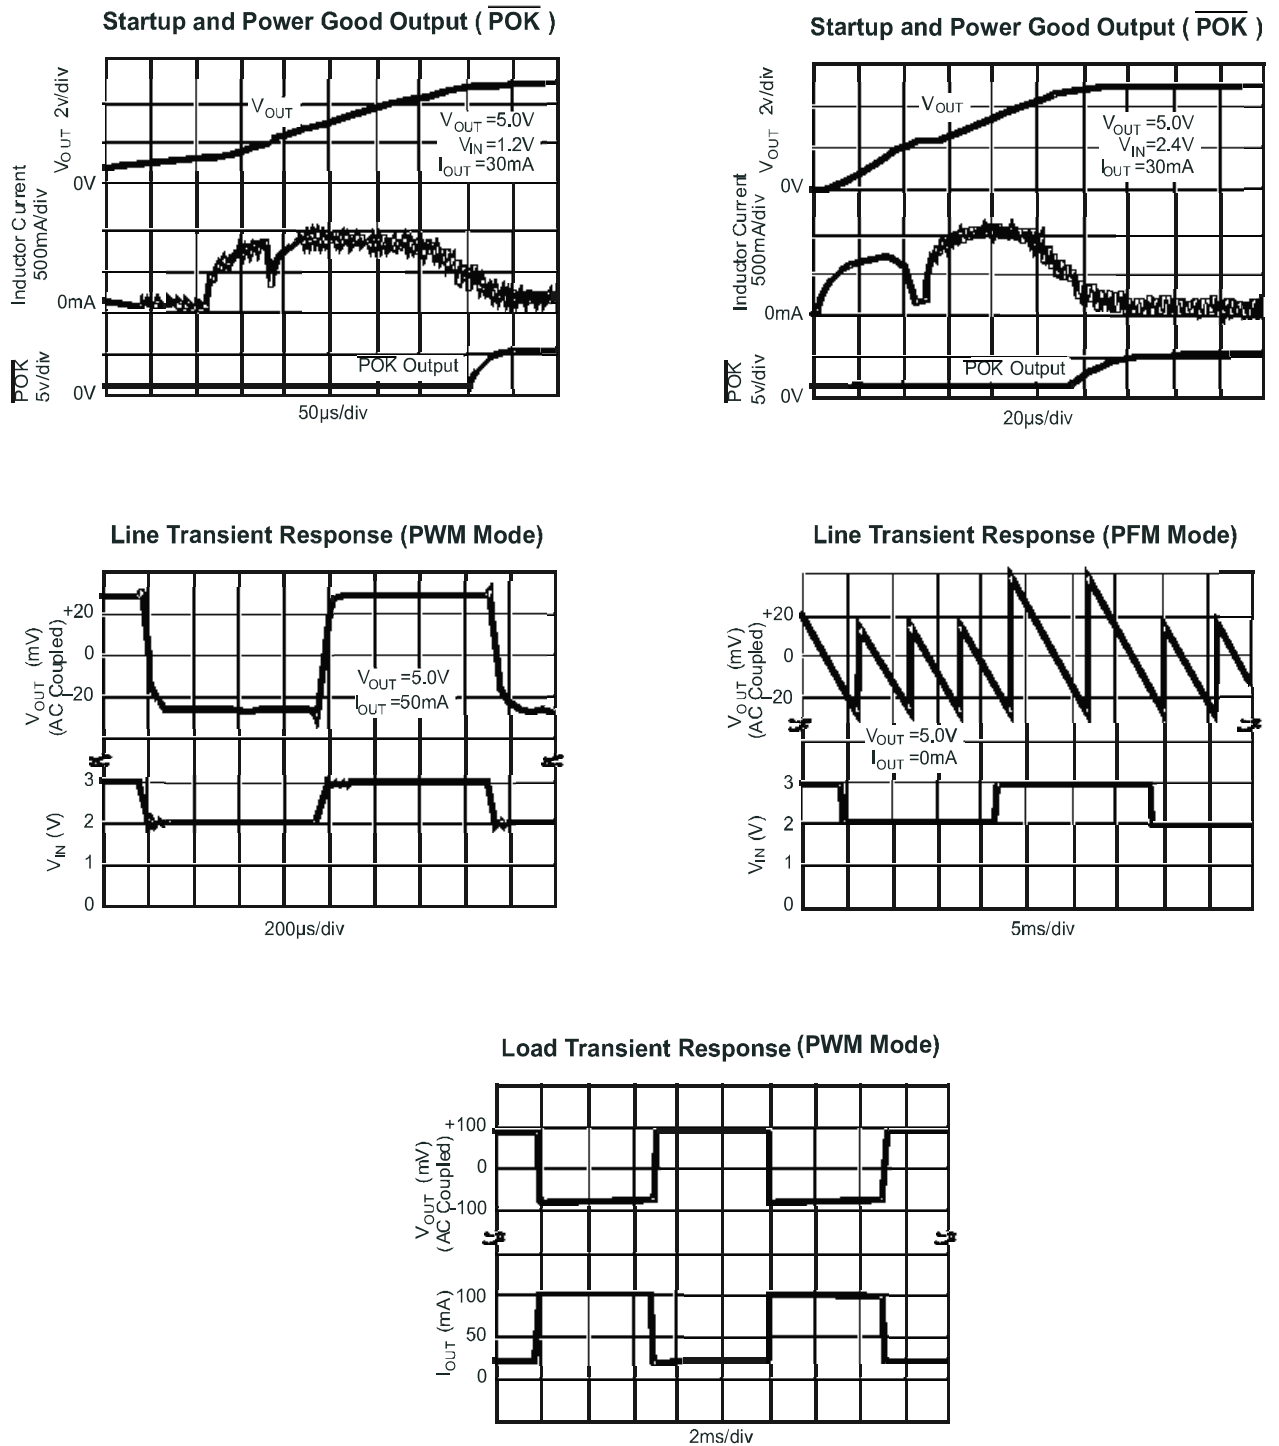 Startup and Power Good Output ( POK )
VOUT 2v/div
0V
Inductor Current
500mA/div
0mA
POK
5v/div
0V
VOUT
VOUT =5.0V
VIN =1.2V
IOUT =30mA
POK Output
50µs/div
Startup and Power Good Output ( POK )
VOUT 2v/div
0V
Inductor Current
500mA/div
0mA
POK
5v/div
0V
VOUT
VOUT =5.0V
VIN =2.4V
IOUT =30mA
POK Output
20µs/div
Line Transient Response (PWM Mode)
VOUT (mV)
(AC Coupled)
+20
0
-20
VOUT =5.0V
IOUT =50mA
VIN (V)
3
2
1
0
200µs/div
Line Transient Response (PFM Mode)
VOUT (mV)
(AC Coupled)
+20
0
-20
VOUT =5.0V
IOUT =0mA
VIN (V)
3
2
1
0
5ms/div
Load Transient Response (PWM Mode)
VOUT (mV)
(AC Coupled)
+100
0
-100
IOUT (mA)
100
50
0
2ms/div